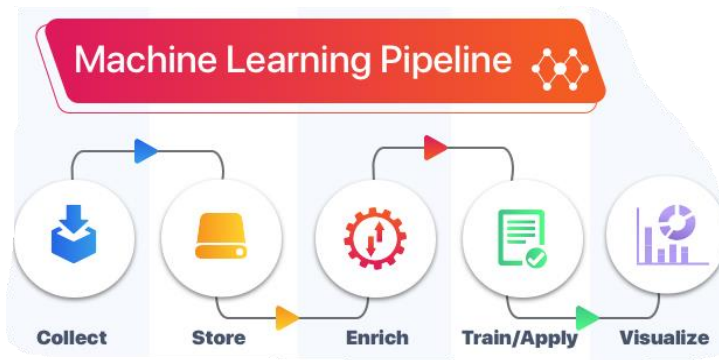 Machine Learning Pipeline
Collect
Store
Enrich
Train/Apply
Visualize